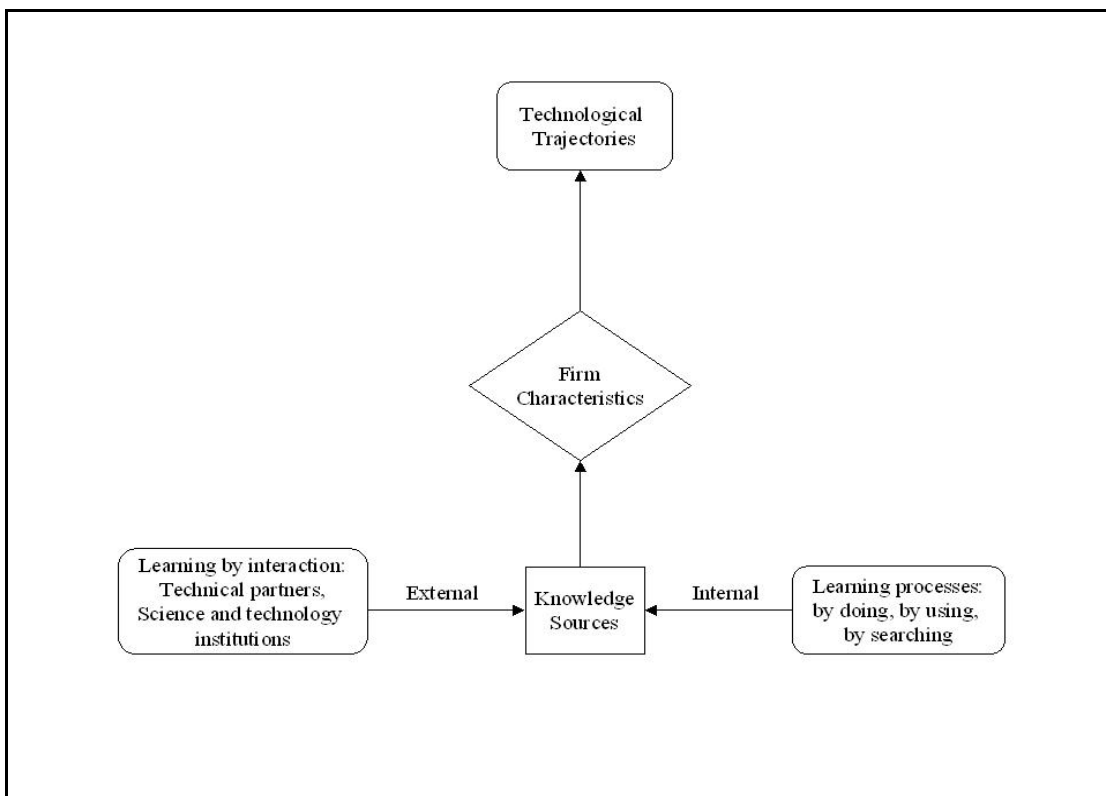 Technological
Trajectories
Firm
Characteristics
Learning by interaction:
Technical partners,
Science and technology
institutions
External
Knowledge
Sources
Internal
Learning processes:
by doing, by using,
by searching